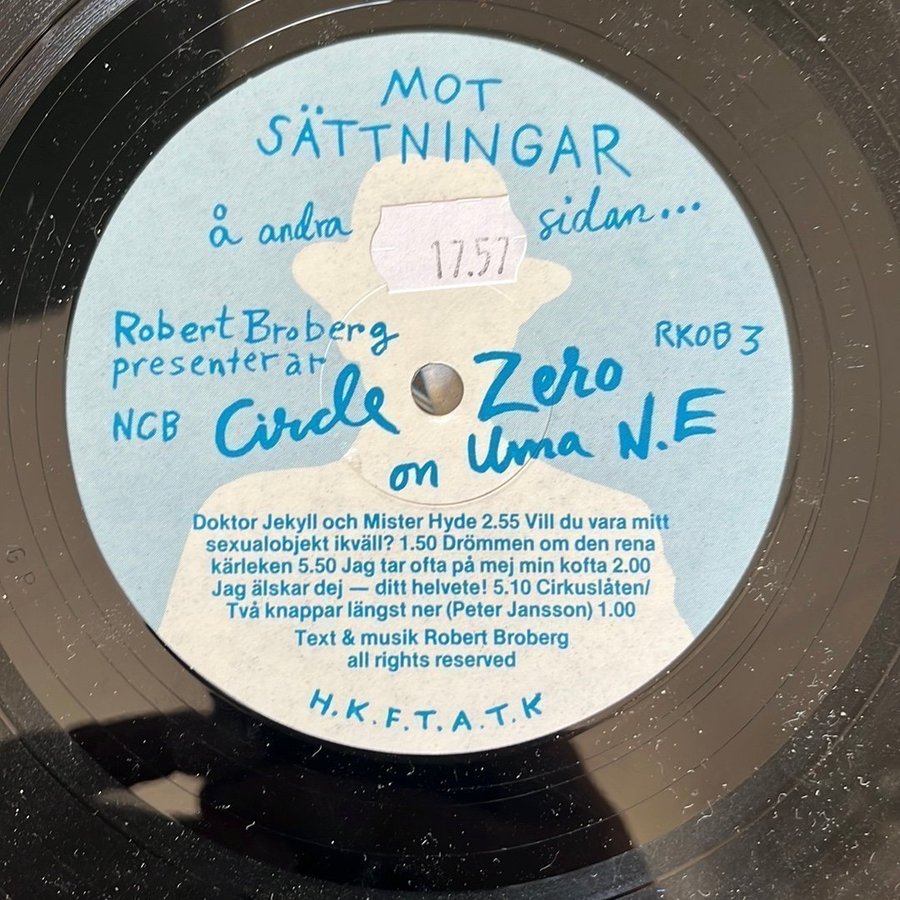 MOT
SÄTTNINGAR
å andra sidan...
17.57
Robert Broberg
presenterar
RKOB 3
NCB
Circle Zero
on Uma N.E
Doktor Jekyll och Mister Hyde 2.55 Vill du vara mitt
sexualobjekt ikväll? 1.50 Drömmen om den rena
kärleken 5.50 Jag tar ofta på mej min kofta 2.00
Jag älskar dej — ditt helvete! 5.10 Cirkuslåten/
Två knappar längst ner (Peter Jansson) 1.00
Text & musik Robert Broberg
all rights reserved
H.K.F.T.A.T.K